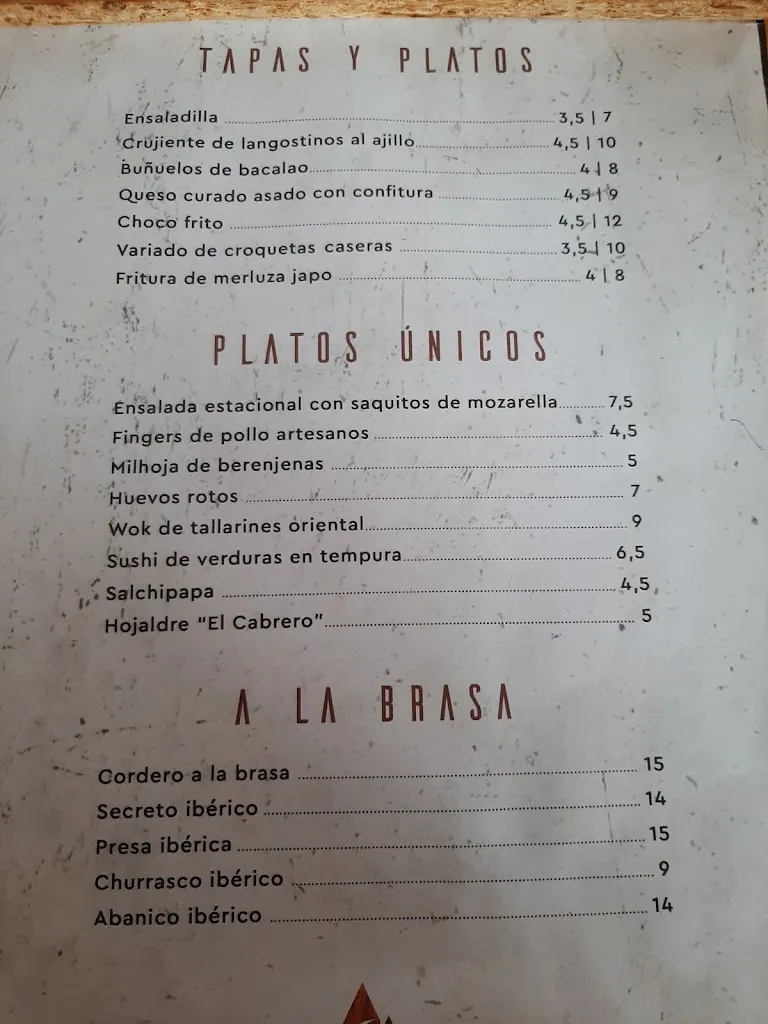 TAPAS Y PLATOS
Ensaladilla 3,5 | 7
Crujiente de langostinos al ajillo 4,5 | 10
Buñuelos de bacalao 4 | 8
Queso curado asado con confitura 4,5 | 9
Choco frito 4,5 | 12
Variado de croquetas caseras 3,5 | 10
Fritura de merluza japo 4 | 8
PLATOS ÚNICOS
Ensalada estacional con saquitos de mozarella 7,5
Fingers de pollo artesanos 4,5
Milhoja de berenjenas 5
Huevos rotos 7
Wok de tallarines oriental 9
Sushi de verduras en tempura 6,5
Salchipapa 4,5
Hojaldre “El Cabrero” 5
A LA BRASA
Cordero a la brasa 15
Secreto ibérico 14
Presa ibérica 15
Churrasco ibérico 9
Abanico ibérico 14